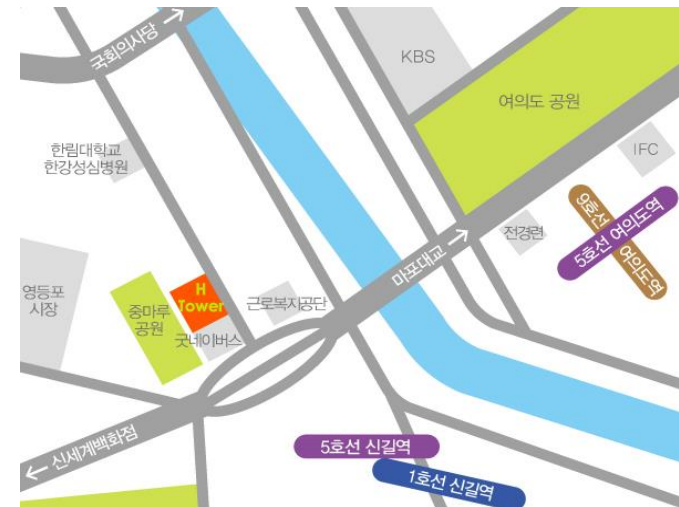 국회의사당 →
KBS
여의도 공원
한림대학교
한강성심병원
IFC
9호선 여의도역
5호선 여의도역
전경련
마포대교 →
영등포
시장
중마루
공원
H
Tower
근로복지공단
굿네이버스
← 신세계백화점
5호선 신길역
1호선 신길역